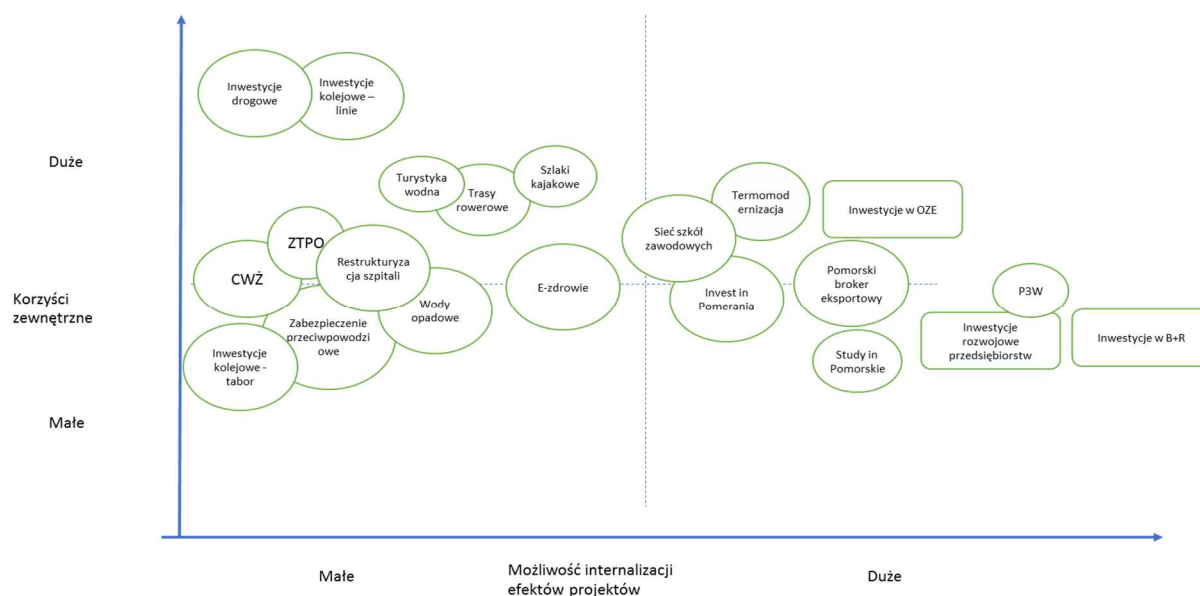 Inwestycje
drogowe
Inwestycje
kolejowe –
linie
Duże
Turystyka
wodna
Trasy
rowerowe
Szlaki
kajakowe
Termomod
ernizacja
Inwestycje w OZE
Sieć szkół
zawodowych
ZTPO
CWŻ
Restrukturyza
cja szpitali
E-zdrowie
Pomorski
broker
eksportowy
P3W
Korzyści
zewnętrzne
Zabezpieczenie
przeciwpowodzi
owe
Wody
opadowe
Invest in
Pomerania
Inwestycje
kolejowe -
tabor
Study in
Pomorskie
Inwestycje
rozwojowe
przedsiębiorstw
Inwestycje w B+R
Małe
Małe
Możliwość internalizacji
efektów projektów
Duże